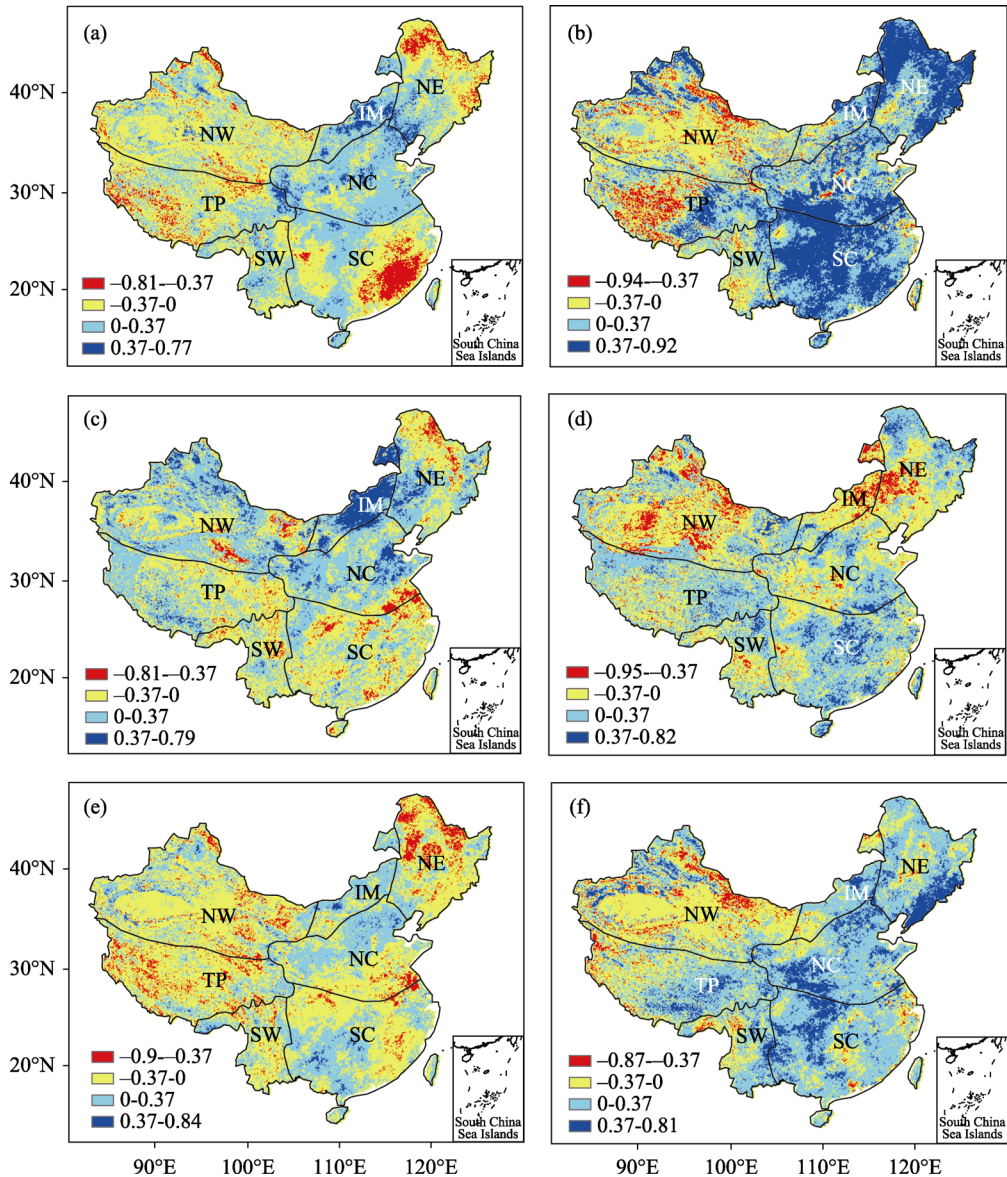 (a)
NE
40°N
IM
NW
NC
30°N
TP
SW
SC
20°N
–0.81-–0.37
–0.37-0
0-0.37
0.37-0.77
South China
Sea Islands
(b)
NE
IM
NW
NC
TP
SW
SC
–0.94-–0.37
–0.37-0
0-0.37
0.37-0.92
South China
Sea Islands
(c)
NE
40°N
IM
NW
NC
30°N
TP
SW
SC
20°N
–0.81-–0.37
–0.37-0
0-0.37
0.37-0.79
South China
Sea Islands
(d)
NE
IM
NW
NC
TP
SW
SC
–0.95-–0.37
–0.37-0
0-0.37
0.37-0.82
South China
Sea Islands
(e)
NE
40°N
IM
NW
NC
30°N
TP
SW
SC
20°N
–0.9-–0.37
–0.37-0
0-0.37
0.37-0.84
South China
Sea Islands
90°E 100°E 110°E 120°E
(f)
NE
IM
NW
NC
TP
SW
SC
–0.87-–0.37
–0.37-0
0-0.37
0.37-0.81
South China
Sea Islands
90°E 100°E 110°E 120°E